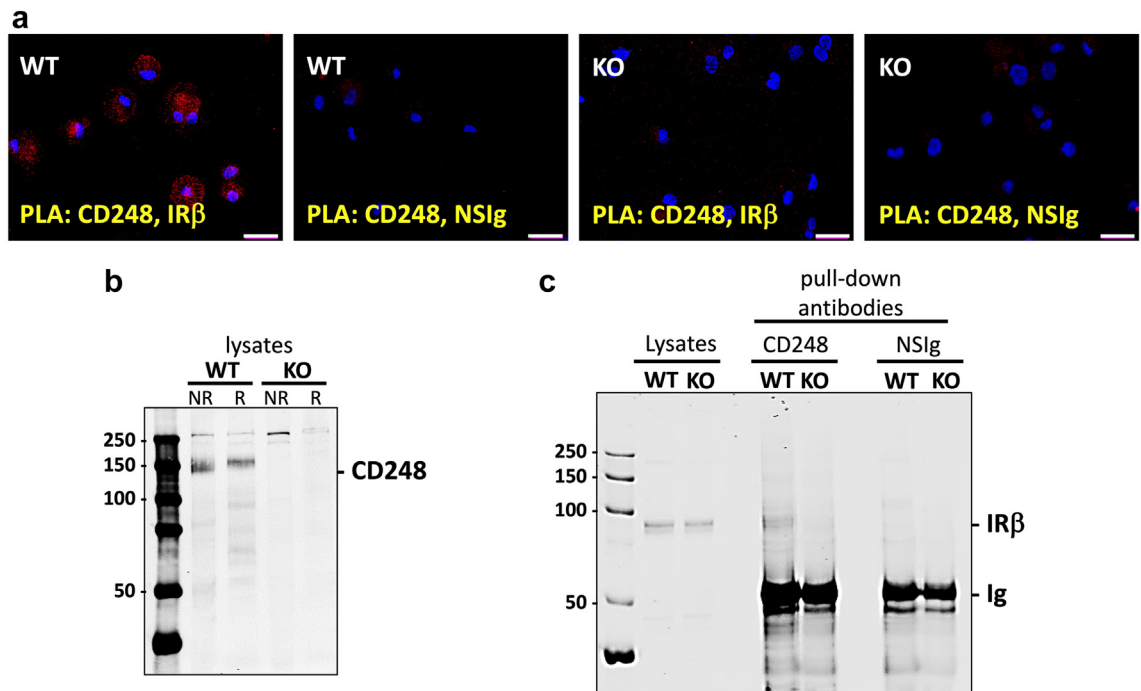 a
WT
WT
KO
KO
PLA: CD248, IRβ
PLA: CD248, NSIg
PLA: CD248, IRβ
PLA: CD248, NSIg
b
lysates
WT KO
NR R NR R
250
150
100
50
CD248
c
pull-down
antibodies
Lysates CD248 NSIg
WT KO WT KO WT KO
250
150
100
50
IRβ
Ig